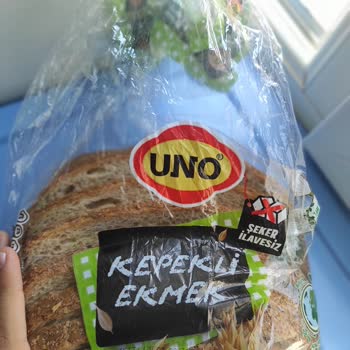 UNO
ŞEKER
İLAVESİZ
KEPEKLİ
EKMEK